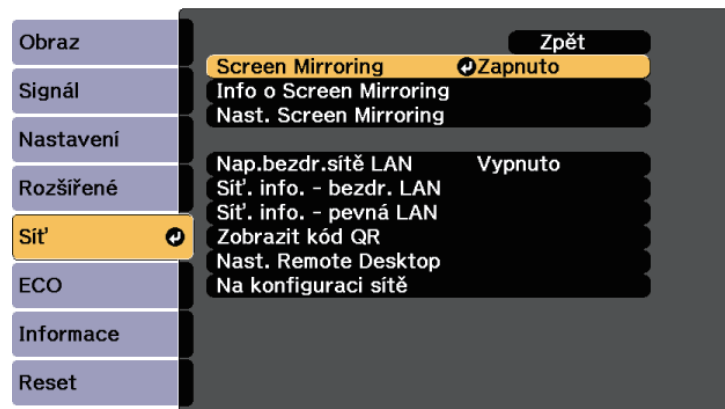 Obraz
Signál
Nastavení
Rozšířené
Síť
ECO
Informace
Reset
Zpět
Screen Mirroring Zapnuto
Info o Screen Mirroring
Nast. Screen Mirroring
Nap.bezdr.sítě LAN Vypnuto
Síť. info. - bezdr. LAN
Síť. info. - pevná LAN
Zobrazit kód QR
Nast. Remote Desktop
Na konfiguraci sítě